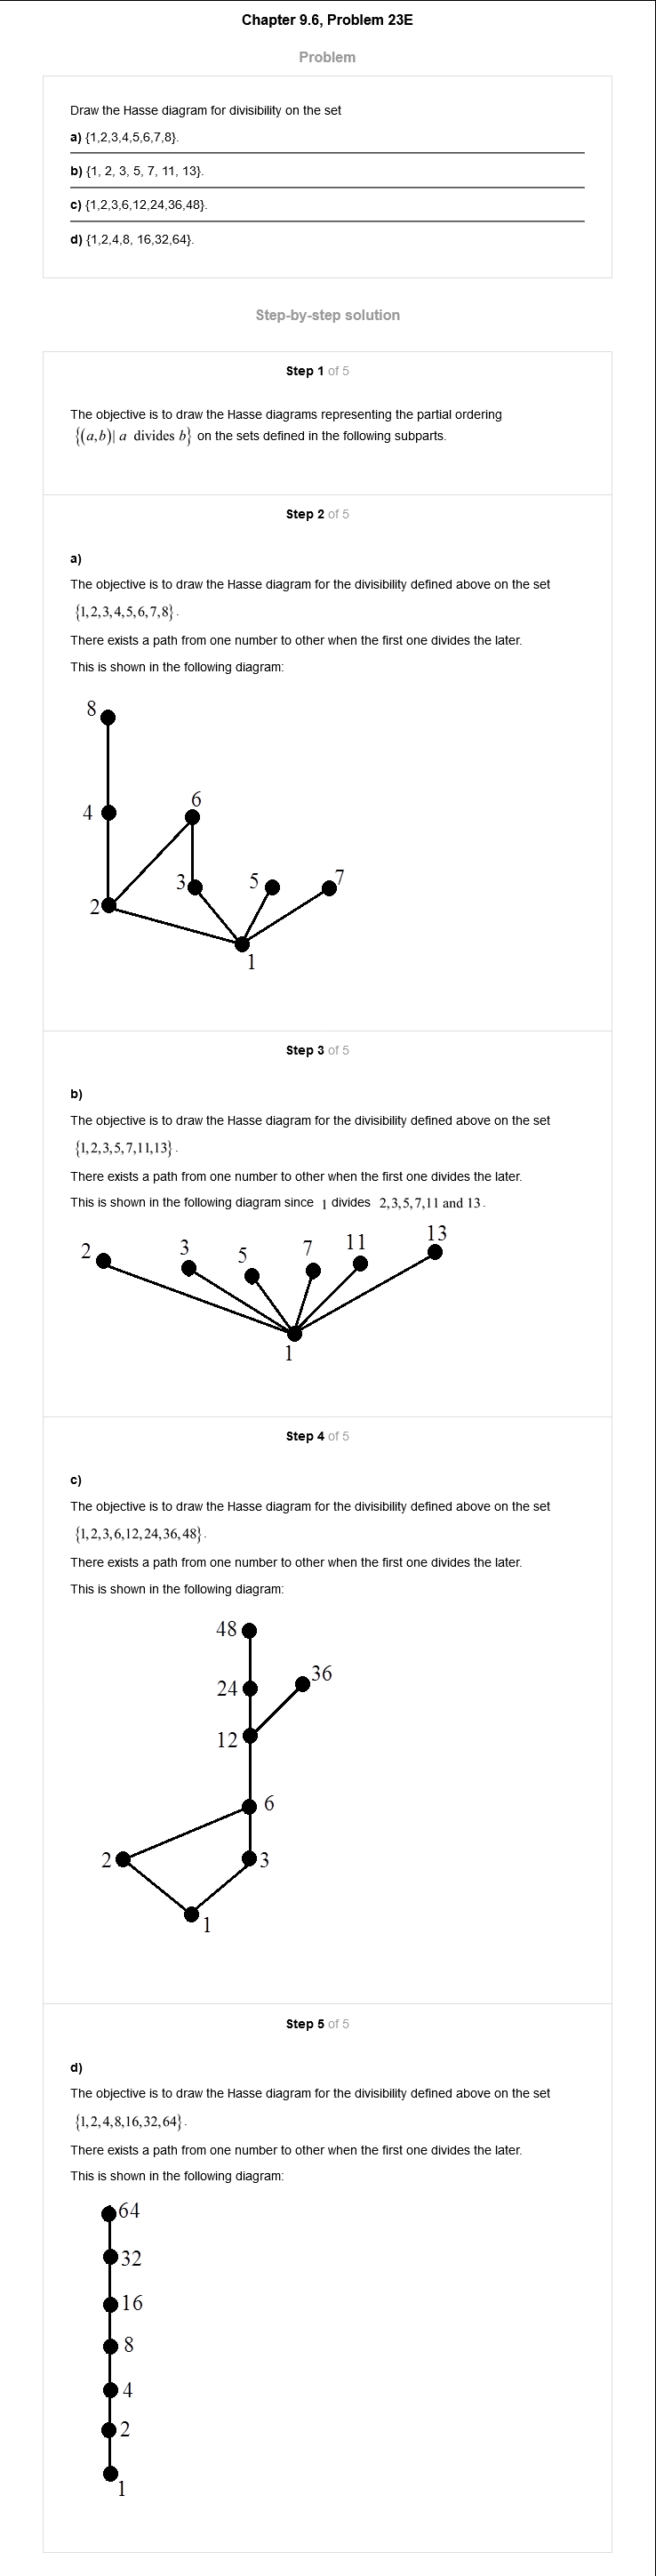 Chapter 9.6, Problem 23E
Problem
Draw the Hasse diagram for divisibility on the set
a) {1,2,3,4,5,6,7,8}.
b) {1, 2, 3, 5, 7, 11, 13}.
c) {1,2,3,6,12,24,36,48}.
d) {1,2,4,8, 16,32,64}.
Step-by-step solution
Step 1 of 5
The objective is to draw the Hasse diagrams representing the partial ordering
{(a,b)| a divides b} on the sets defined in the following subparts.
Step 2 of 5
a)
The objective is to draw the Hasse diagram for the divisibility defined above on the set
{1,2,3,4,5,6,7,8}.
There exists a path from one number to other when the first one divides the later.
This is shown in the following diagram:
8
4
6
2
3
5
7
1
Step 3 of 5
b)
The objective is to draw the Hasse diagram for the divisibility defined above on the set
{1,2,3,5,7,11,13}.
There exists a path from one number to other when the first one divides the later.
This is shown in the following diagram since 1 divides 2,3,5,7,11 and 13.
2
3
5
7
11
13
1
Step 4 of 5
c)
The objective is to draw the Hasse diagram for the divisibility defined above on the set
{1,2,3,6,12,24,36,48}.
There exists a path from one number to other when the first one divides the later.
This is shown in the following diagram:
48
36
24
12
6
2
3
1
Step 5 of 5
d)
The objective is to draw the Hasse diagram for the divisibility defined above on the set
{1,2,4,8,16,32,64}.
There exists a path from one number to other when the first one divides the later.
This is shown in the following diagram:
64
32
16
8
4
2
1